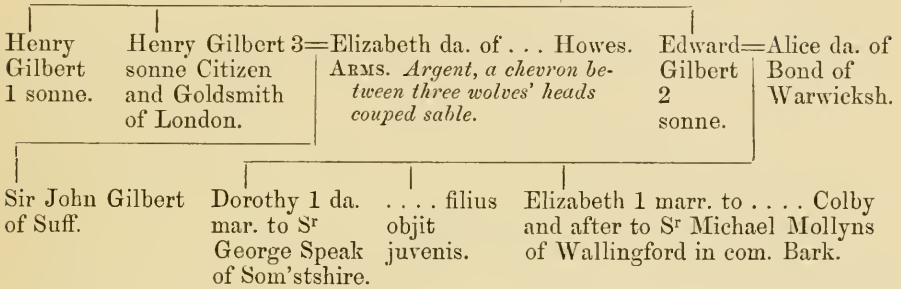 Henry
Gilbert
1 sonne.
Henry Gilbert 3=Elizabeth da. of . . . Howes.
sonne Citizen
and Goldsmith
of London.
ARMS. Argent, a chevron be-
tween three wolves' heads
couped sable.
Edward=Alice da. of
Gilbert
2
sonne.
Bond of
Warwicksh.
Sir John Gilbert
of Suff.
Dorothy 1 da.
mar. to Sʳ
George Speak
of Som'stshire.
. . . . filius
objit
juvenis.
Elizabeth 1 marr. to . . . . Colby
and after to Sʳ Michael Mollyns
of Wallingford in com. Bark.